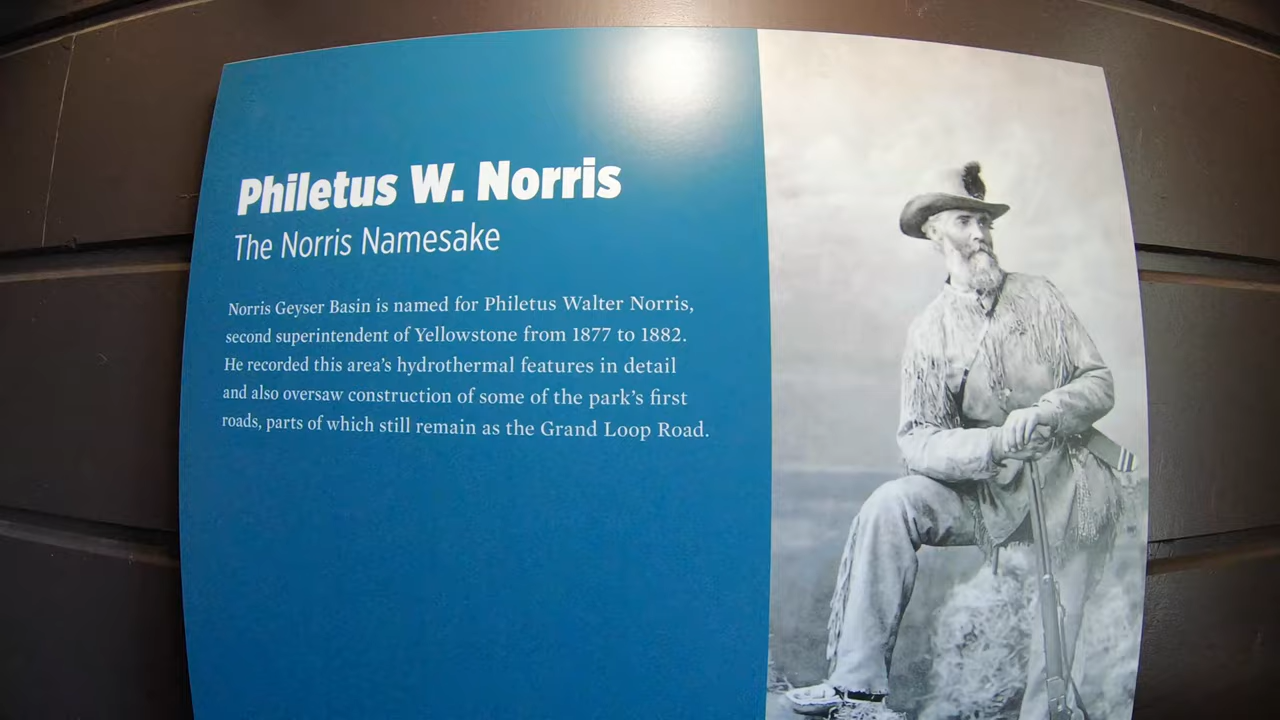 Philetus W. Norris
The Norris Namesake
Norris Geyser Basin is named for Philetus Walter Norris,
second superintendent of Yellowstone from 1877 to 1882.
He recorded this area's hydrothermal features in detail
and also oversaw construction of some of the park's first
roads, parts of which still remain as the Grand Loop Road.